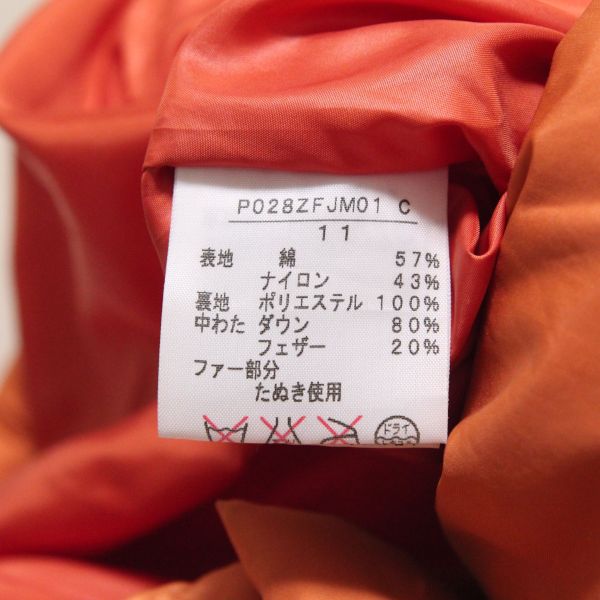 P028ZFJM01 C
11
表地 綿 57%
ナイロン 43%
裏地 ポリエステル 100%
中わた ダウン 80%
フェザー 20%
ファー部分
たぬき使用
ドライ